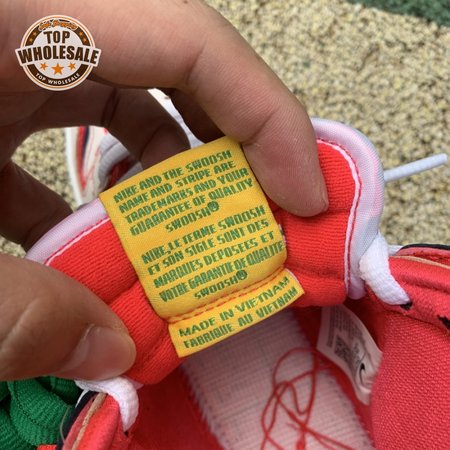 TOP
WHOLESALE
TOP WHOLESALE
NIKE AND THE SWOOSH
NAME AND STRIPE ARE
TRADEMARKS AND YOUR
GUARANTEE OF QUALITY
SWOOSH
NIKE, LE TERME SWOOSH
ET SON SIGLE SONT DES
MARQUES DÉPOSÉES ET
VOTRE GARANTIE DE QUALITÉ
SWOOSH
MADE IN VIETNAM
FABRIQUE AU VIETNAM